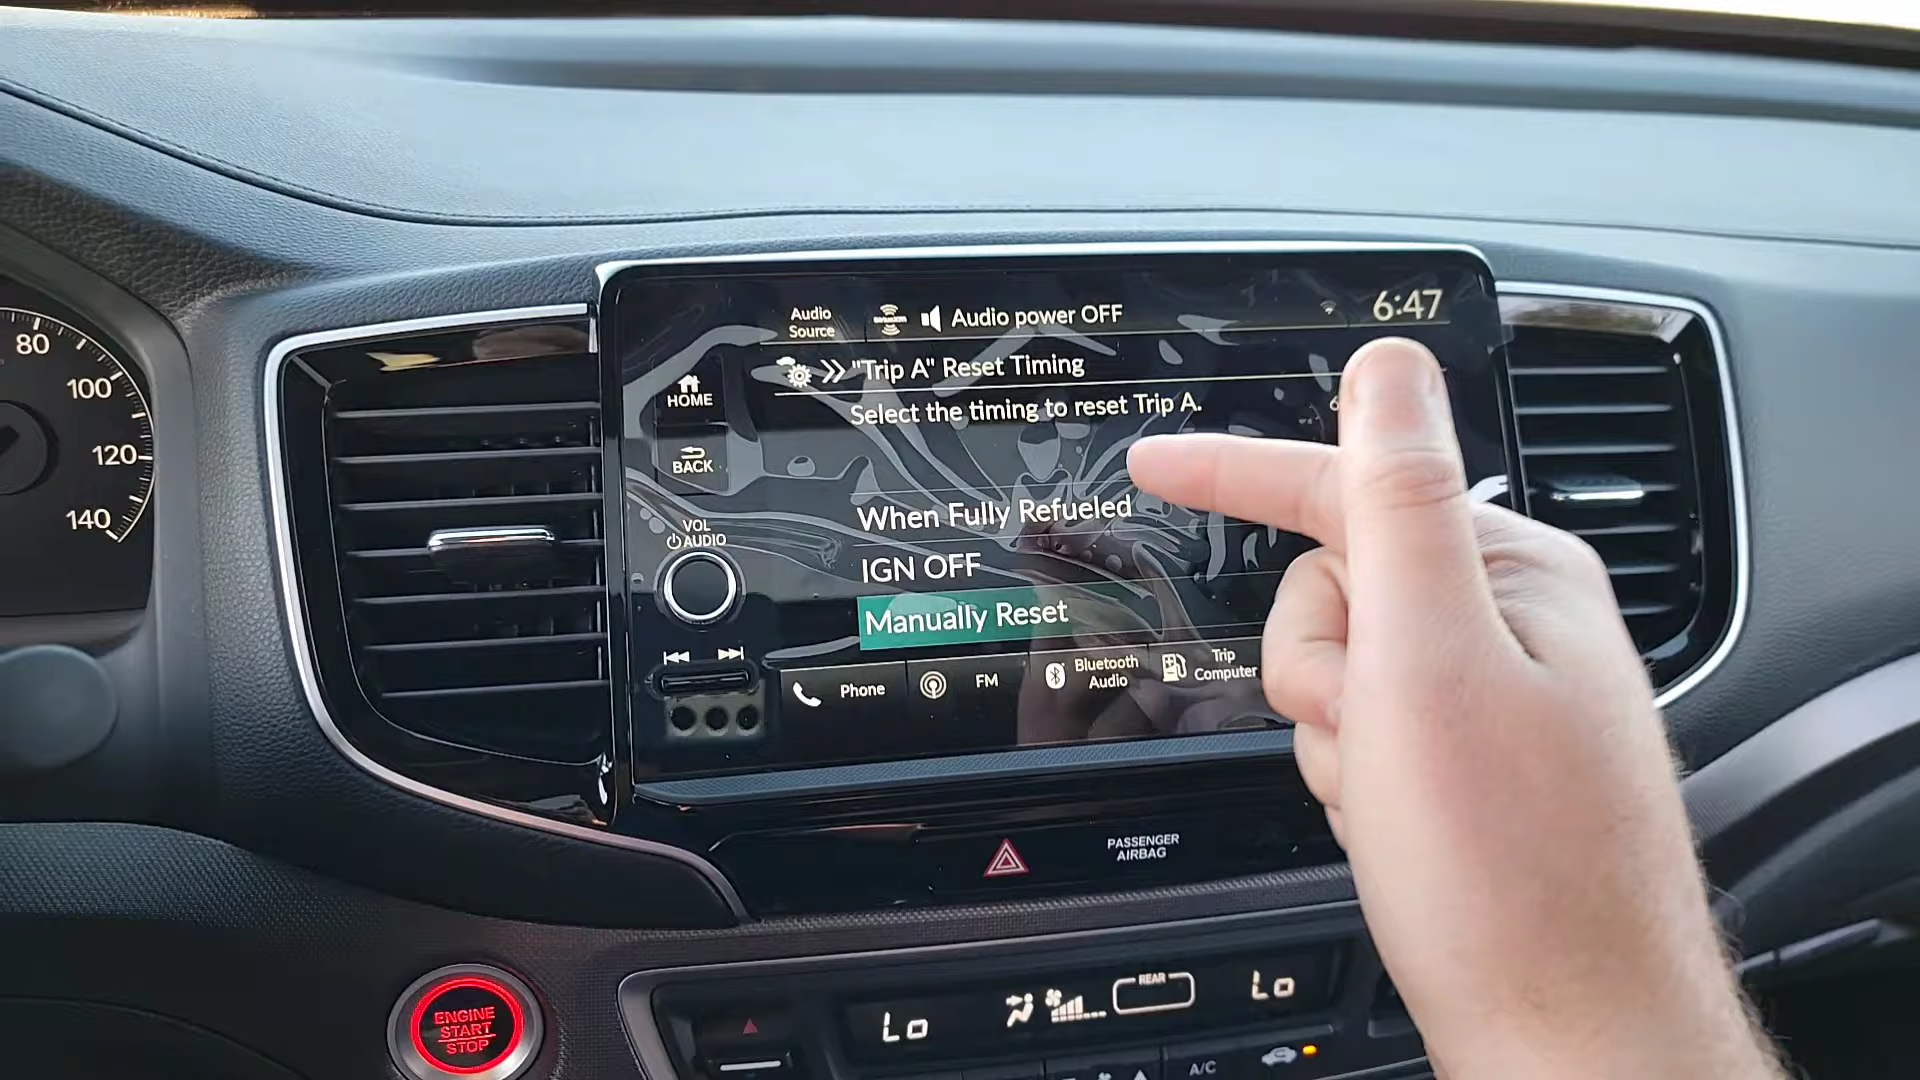 80
100
120
140
Audio
Source
Audio power OFF
6:47
"Trip A" Reset Timing
HOME
Select the timing to reset Trip A.
BACK
When Fully Refueled
VOL
AUDIO
IGN OFF
Manually Reset
Phone
FM
Bluetooth
Audio
Trip
Computer
PASSENGER
AIRBAG
REAR
Lo
Lo
ENGINE
START
STOP
A/C